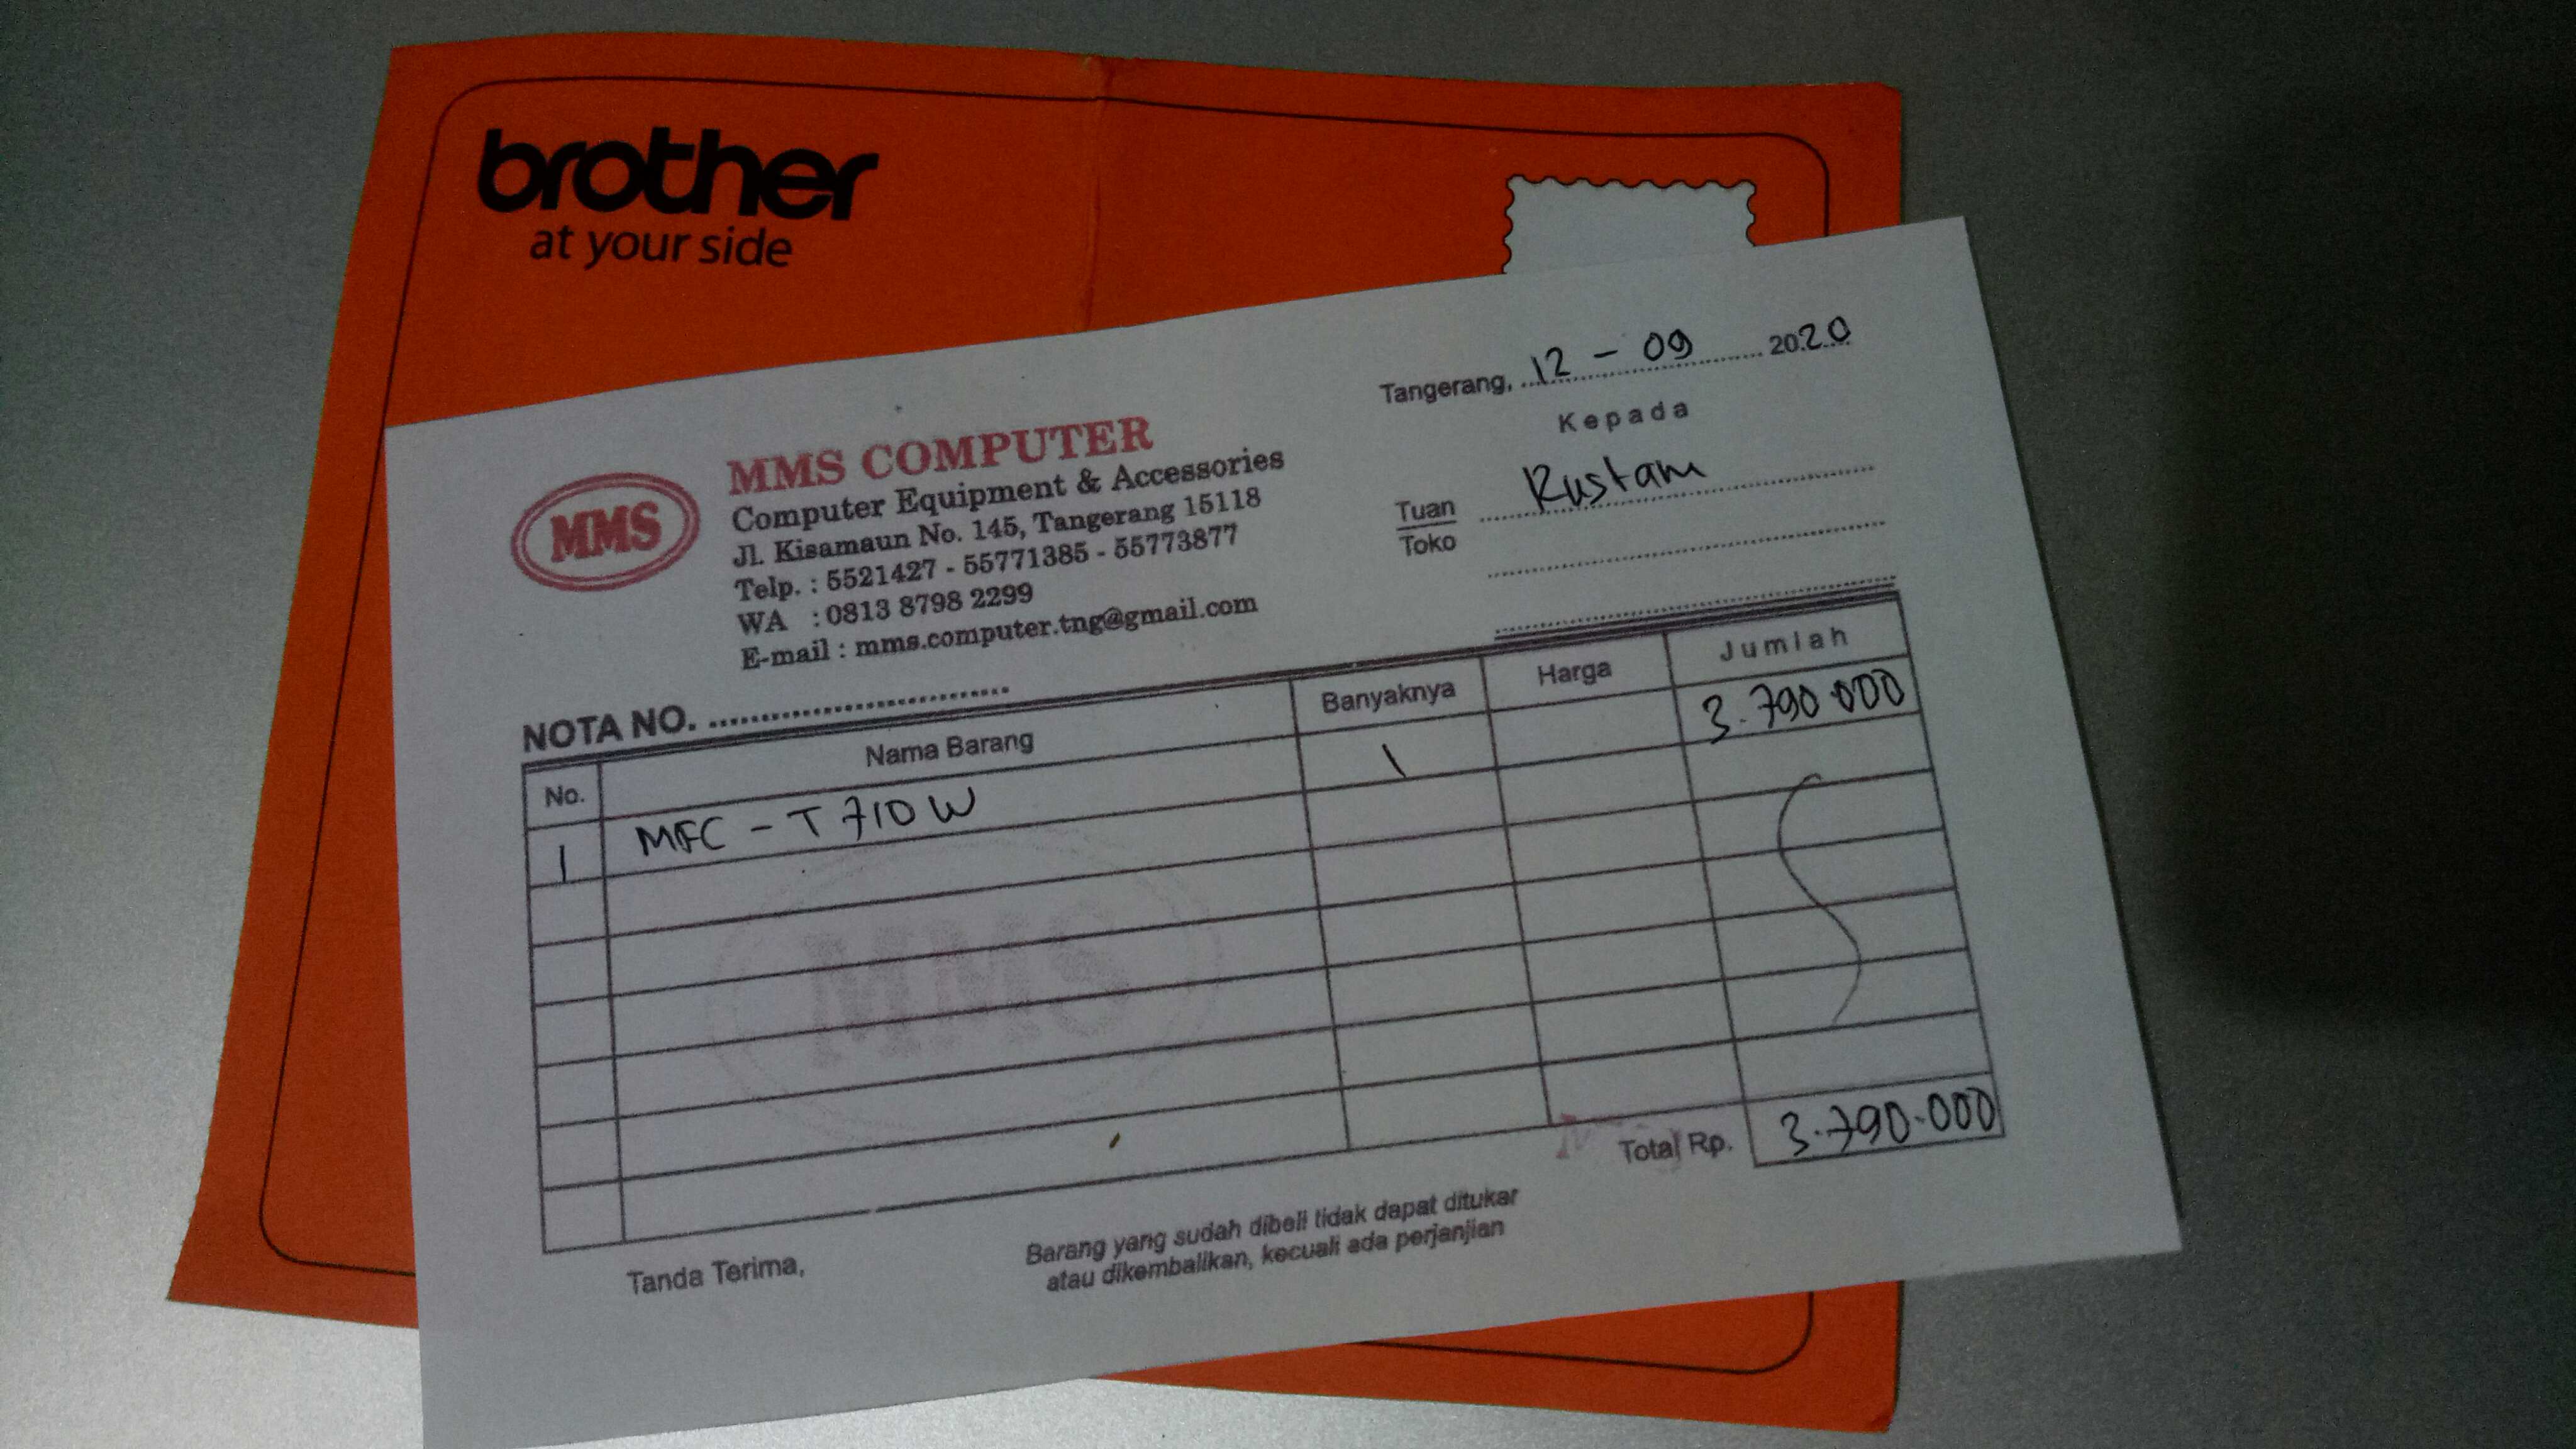 brother
at your side
Tangerang, 12 - 09 2020
Kepada
Tuan Rustam
Toko
MMS
MMS COMPUTER
Computer Equipment & Accessories
Jl. Kisamaun No. 145, Tangerang 15118
Telp. : 5521427 - 55771385 - 55773877
WA : 0813 8798 2299
E-mail : mms.computer.tng@gmail.com
NOTA NO.
No. Nama Barang Banyaknya Harga Jumlah
1 MFC - T710W 1 3.790.000
MMS
Total Rp. 3.790.000
Tanda Terima,
Barang yang sudah dibeli tidak dapat ditukar
atau dikembalikan, kecuali ada perjanjian